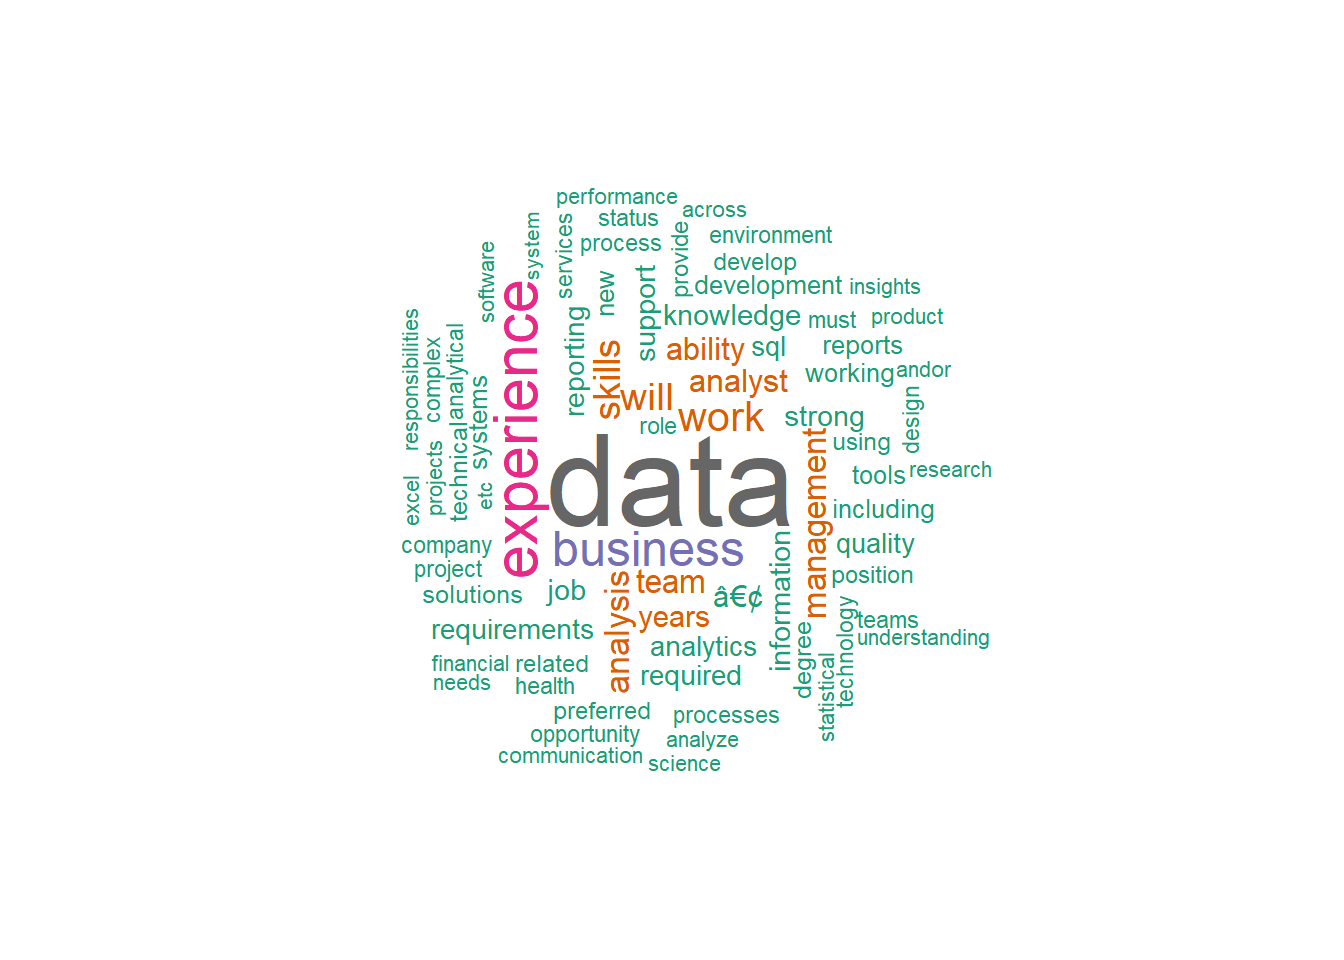 performance
across
status
system
services
process
provide
environment
software
develop
new
support
development
insights
experience
reporting
knowledge
must
product
responsibilities
complex
analytical
skills
ability
sql
reports
analyst
working
andor
systems
will
work
strong
design
role
using
data
management
technical
projects
excel
etc
tools
research
including
company
business
information
quality
project
position
solutions
job
analysis
team
•
years
teams
requirements
analytics
degree
technology
understanding
financial
related
required
statistical
needs
health
preferred
processes
opportunity
analyze
communication
science